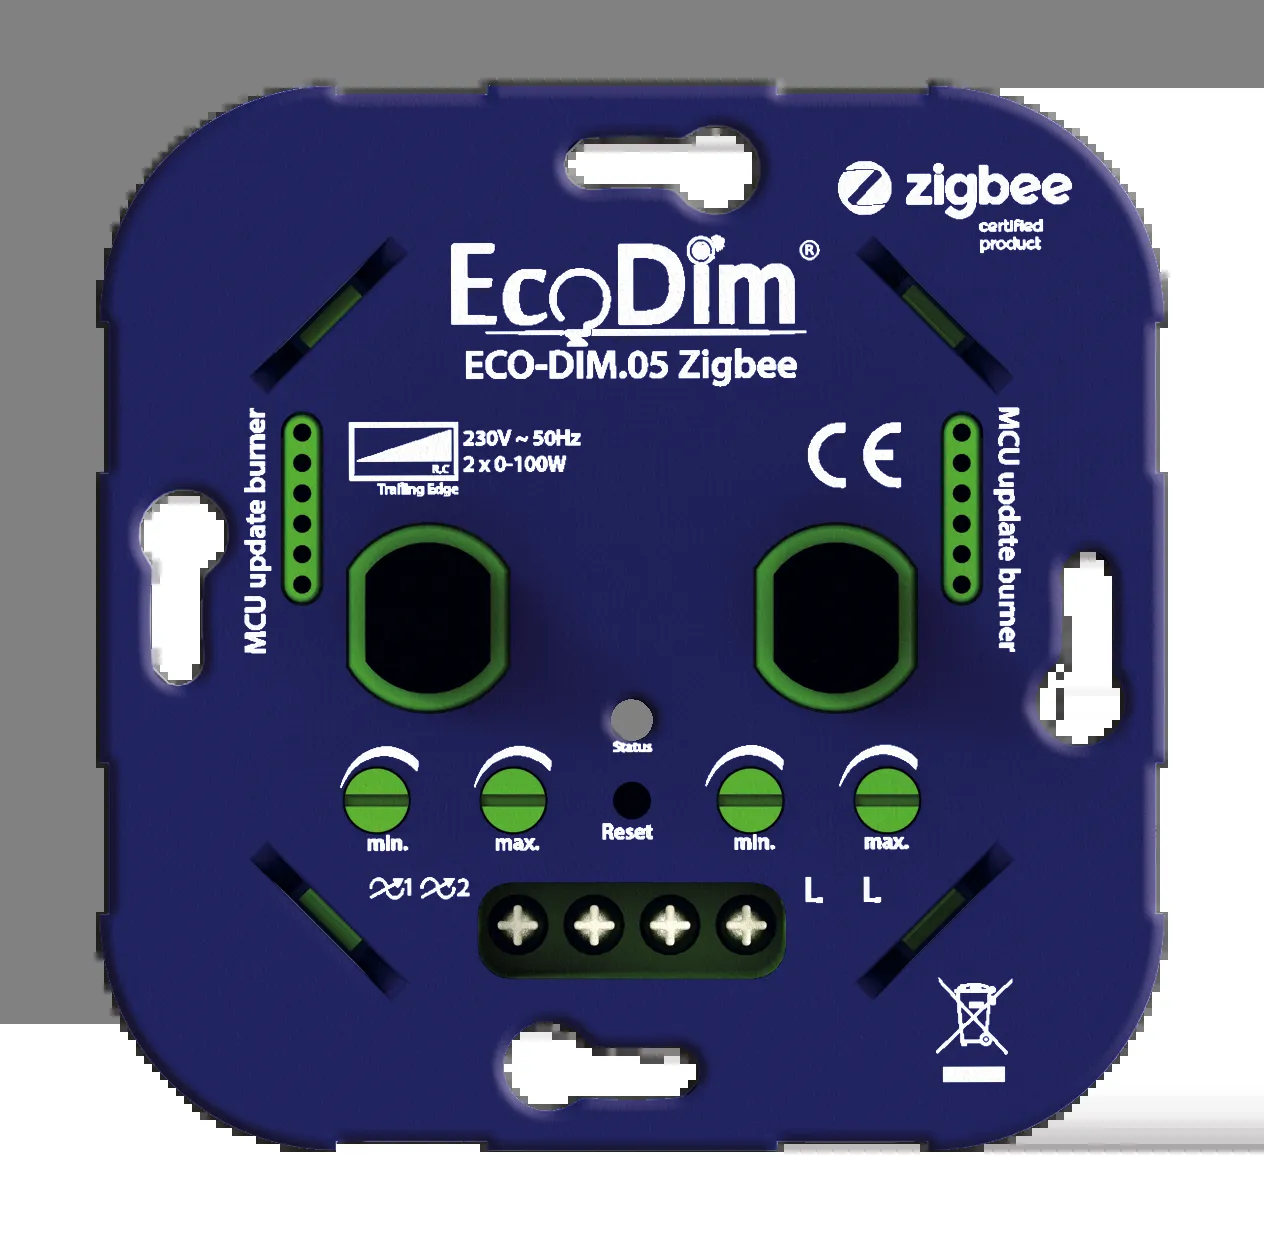 zigbee
certified
product
EcoDim®
ECO-DIM.05 Zigbee
MCU update burner
230V ~ 50Hz
2 x 0-100W
R,C
Trailing Edge
CE
MCU update burner
Status
min.
max.
Reset
min.
max.
1 2
L L